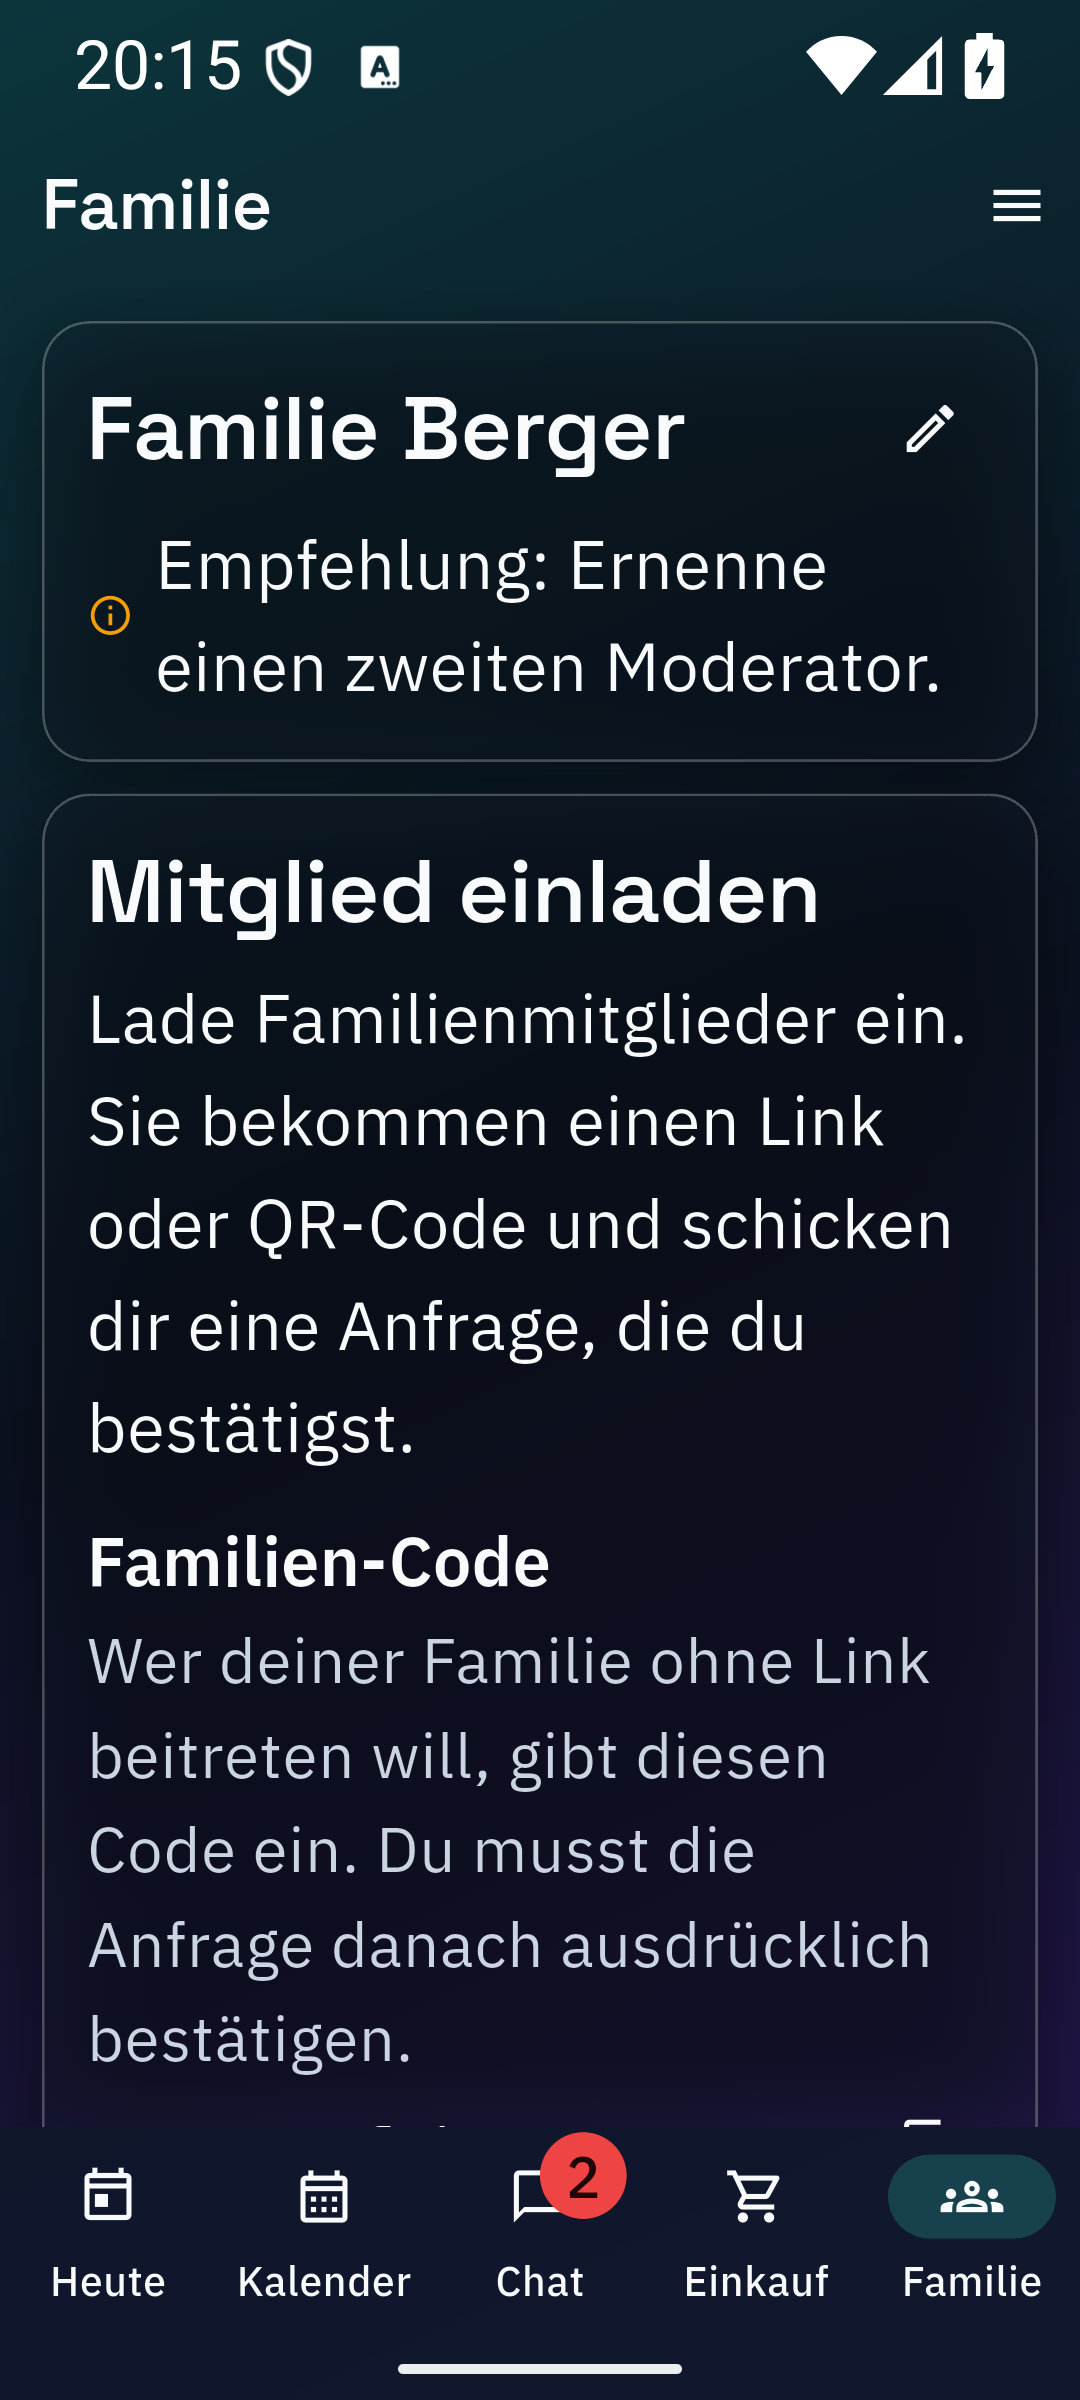 20:15
Familie
Familie Berger
Empfehlung: Ernenne
einen zweiten Moderator.
Mitglied einladen
Lade Familienmitglieder ein.
Sie bekommen einen Link
oder QR-Code und schicken
dir eine Anfrage, die du
bestätigst.
Familien-Code
Wer deiner Familie ohne Link
beitreten will, gibt diesen
Code ein. Du musst die
Anfrage danach ausdrücklich
bestätigen.
2
Heute Kalender Chat Einkauf Familie